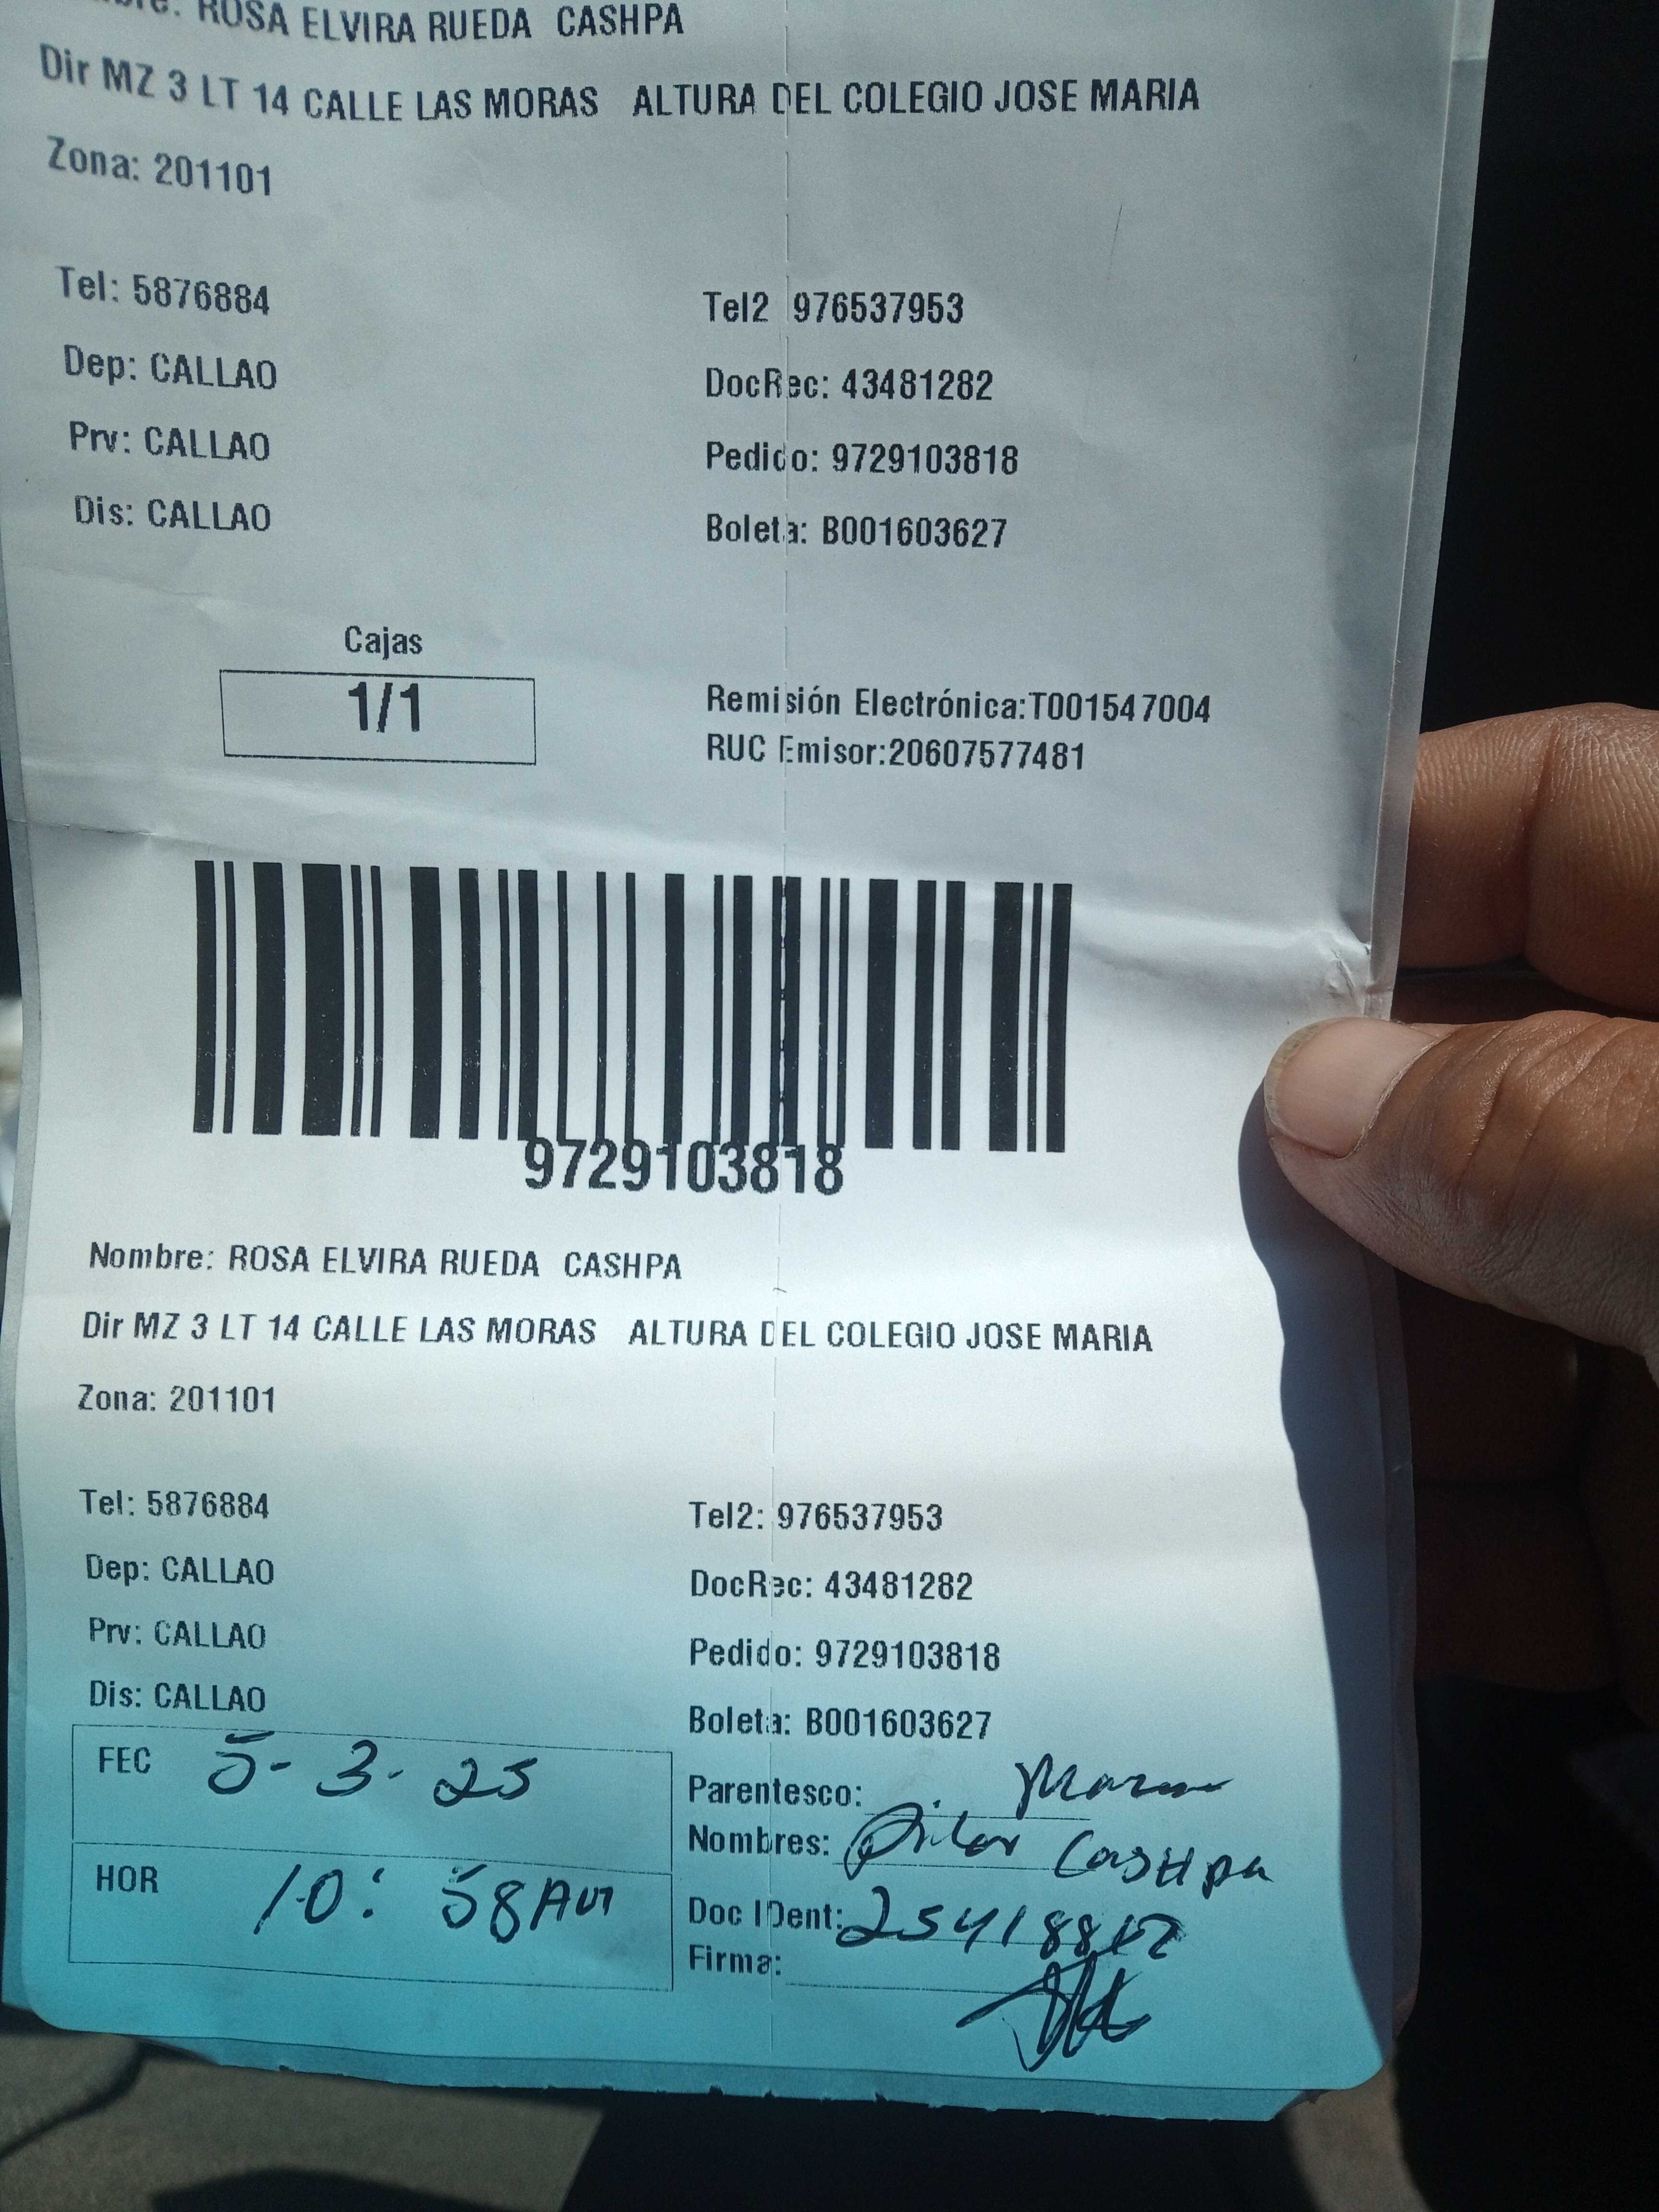 ROSA ELVIRA RUEDA CASHPA
Dir MZ 3 LT 14 CALLE LAS MORAS ALTURA DEL COLEGIO JOSE MARIA
Zona: 201101
Tel: 5876884 Tel2 976537953
Dep: CALLAO DocRec: 43481282
Prv: CALLAO Pedido: 9729103818
Dis: CALLAO Boleta: B001603627
Cajas
1/1
Remisión Electrónica:T001547004
RUC Emisor:20607577481
9729103818
Nombre: ROSA ELVIRA RUEDA CASHPA
Dir MZ 3 LT 14 CALLE LAS MORAS ALTURA DEL COLEGIO JOSE MARIA
Zona: 201101
Tel: 5876884 Tel2: 976537953
Dep: CALLAO DocRec: 43481282
Prv: CALLAO Pedido: 9729103818
Dis: CALLAO Boleta: B001603627
FEC 5-3-25
Parentesco:
Nombres: Pilar Cashpa
HOR 10:58 AM
Doc IDent:
Firma: